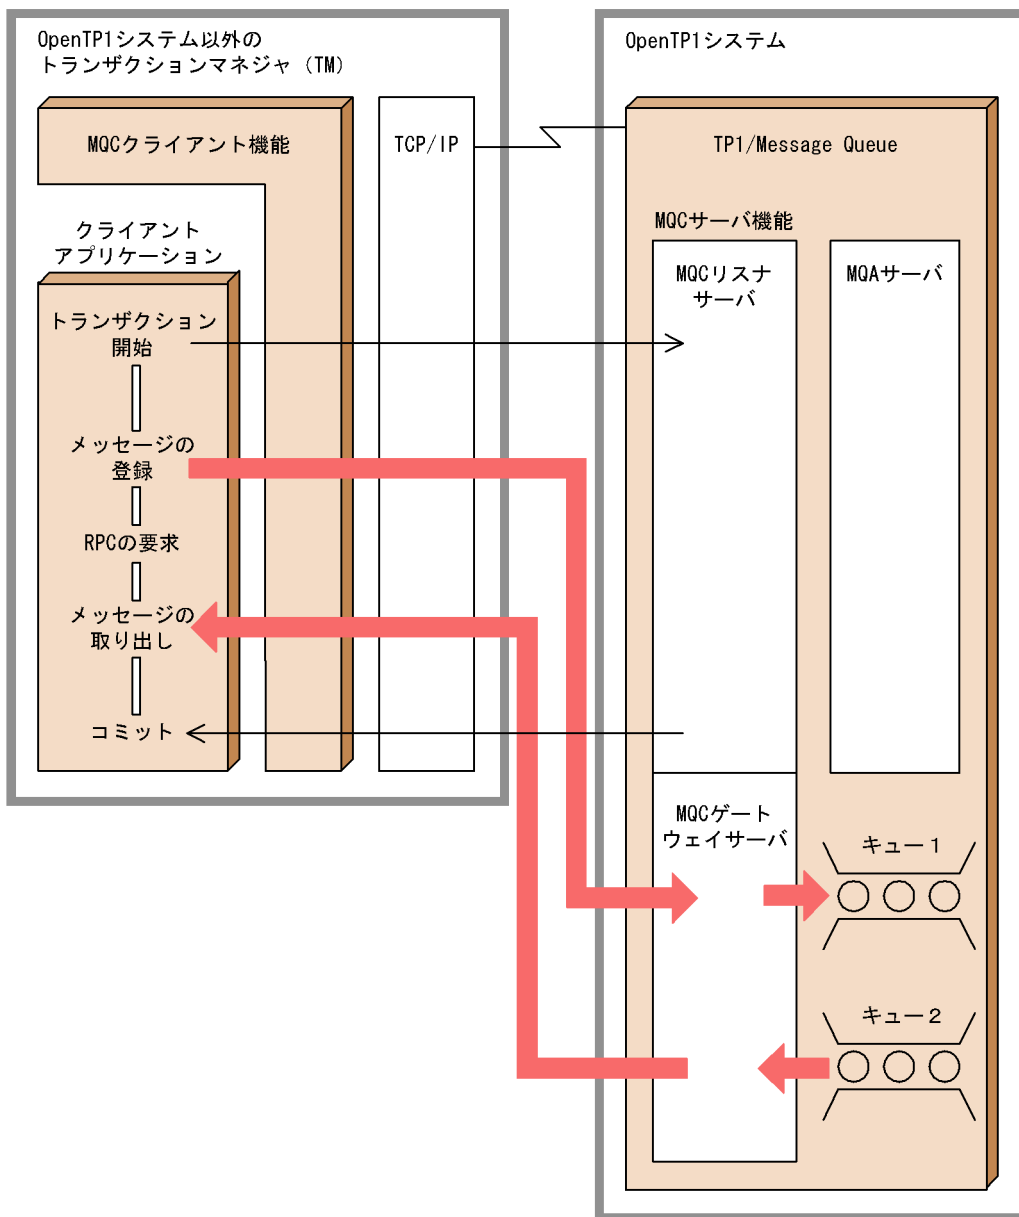 OpenTP1システム以外の
トランザクションマネジャ（TM）
MQCクライアント機能
TCP/IP
クライアント
アプリケーション
トランザクション
開始
メッセージの
登録
RPCの要求
メッセージの
取り出し
コミット
OpenTP1システム
TP1/Message Queue
MQCサーバ機能
MQCリスナ
サーバ
MQAサーバ
MQCゲート
ウェイサーバ
キュー１
キュー２